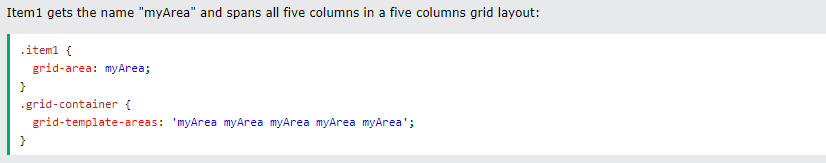 Item1 gets the name "myArea" and spans all five columns in a five columns grid layout:
.item1 {
  grid-area: myArea;
}
.grid-container {
  grid-template-areas: 'myArea myArea myArea myArea myArea';
}